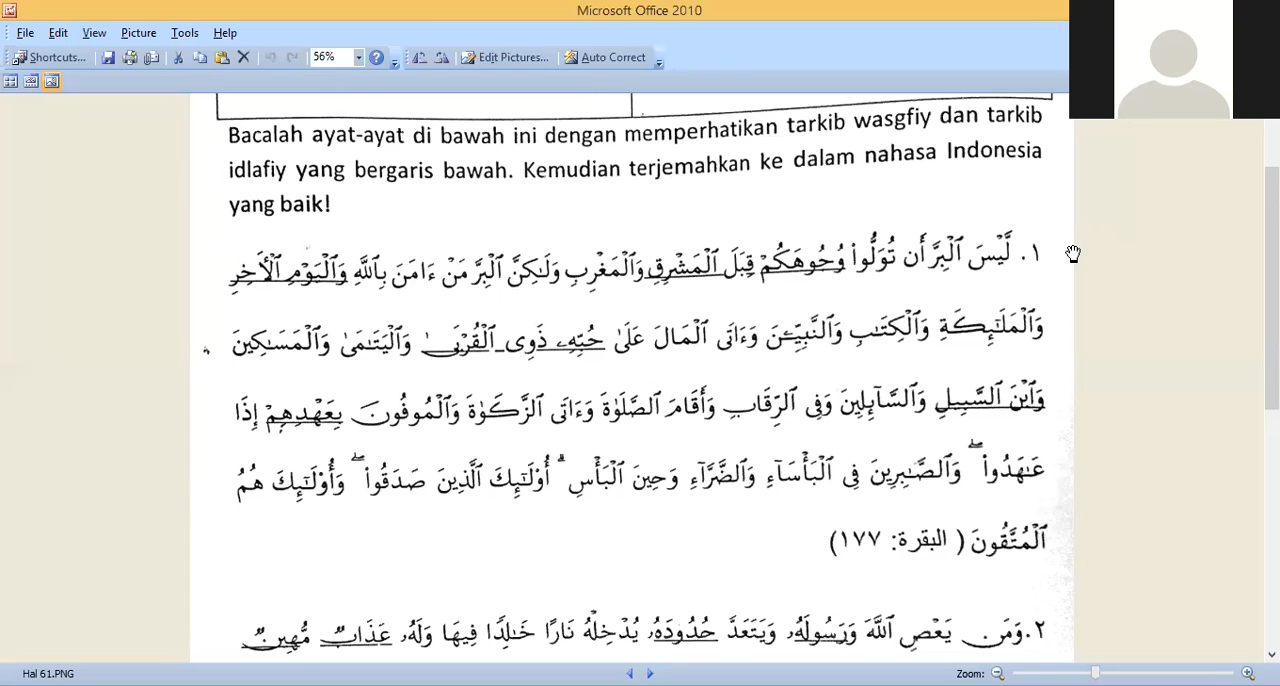 Microsoft Office 2010
File Edit View Picture Tools Help
Shortcuts... 56% Edit Pictures... Auto Correct
Bacalah ayat-ayat di bawah ini dengan memperhatikan tarkib wasgfiy dan tarkib
idlafiy yang bergaris bawah. Kemudian terjemahkan ke dalam nahasa Indonesia
yang baik!
١. لَّيْسَ ٱلْبِرَّ أَن تُوَلُّوا۟ وُجُوهَكُمْ قِبَلَ ٱلْمَشْرِقِ وَٱلْمَغْرِبِ وَلَٰكِنَّ ٱلْبِرَّ مَنْ ءَامَنَ بِٱللَّهِ وَٱلْيَوْمِ ٱلْأَخِرِ
وَٱلْمَلَٰٓئِكَةِ وَٱلْكِتَٰبِ وَٱلنَّبِيِّۦنَ وَءَاتَى ٱلْمَالَ عَلَىٰ حُبِّهِۦ ذَوِى ٱلْقُرْبَىٰ وَٱلْيَتَٰمَىٰ وَٱلْمَسَٰكِينَ
وَٱبْنَ ٱلسَّبِيلِ وَٱلسَّآئِلِينَ وَفِى ٱلرِّقَابِ وَأَقَامَ ٱلصَّلَوٰةَ وَءَاتَى ٱلزَّكَوٰةَ وَٱلْمُوفُونَ بِعَهْدِهِمْ إِذَا
عَٰهَدُوا۟ ۖ وَٱلصَّٰبِرِينَ فِى ٱلْبَأْسَآءِ وَٱلضَّرَّآءِ وَحِينَ ٱلْبَأْسِ ۗ أُو۟لَٰٓئِكَ ٱلَّذِينَ صَدَقُوا۟ ۖ وَأُو۟لَٰٓئِكَ هُمُ
ٱلْمُتَّقُونَ ( البقرة: ١٧٧)
٢. وَمَن يَعْصِ ٱللَّهَ وَرَسُولَهُۥ وَيَتَعَدَّ حُدُودَهُۥ يُدْخِلْهُ نَارًا خَٰلِدًا فِيهَا وَلَهُۥ عَذَابٌ مُّهِينٌ
Hal 61.PNG Zoom: